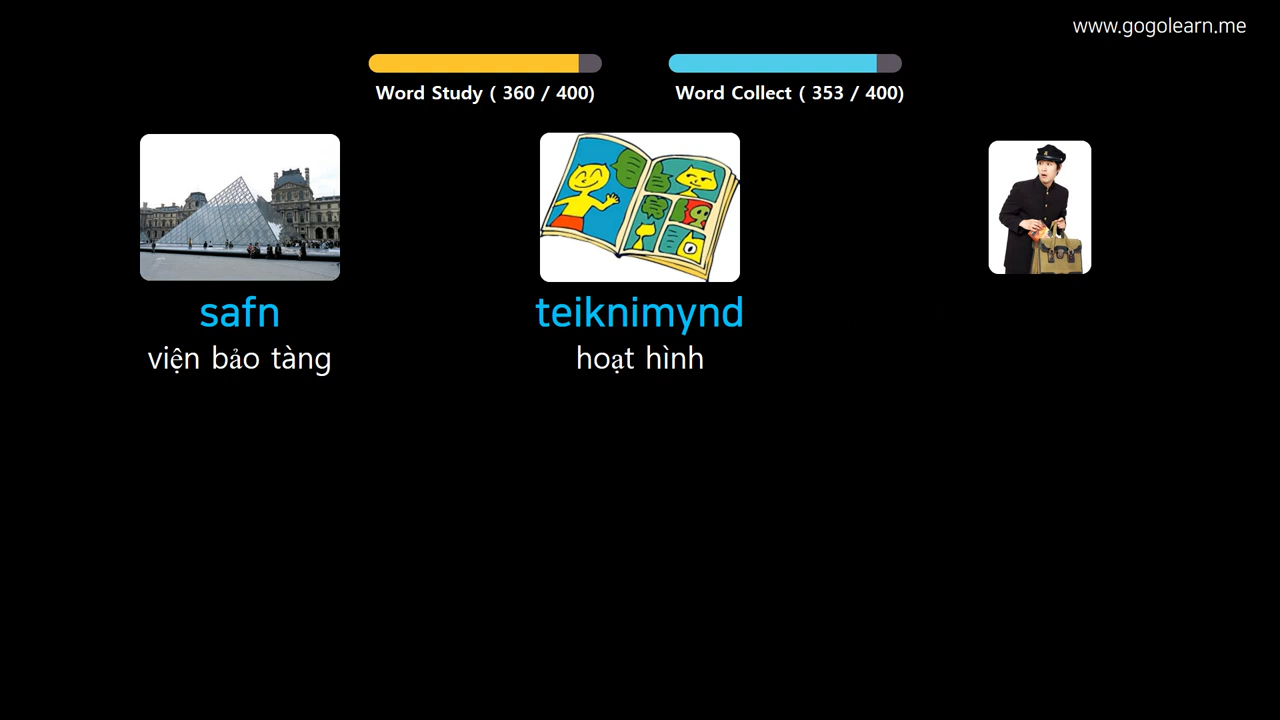 www.gogolearn.me
Word Study ( 360 / 400)
Word Collect ( 353 / 400)
safn
viện bảo tàng
teiknimynd
hoạt hình